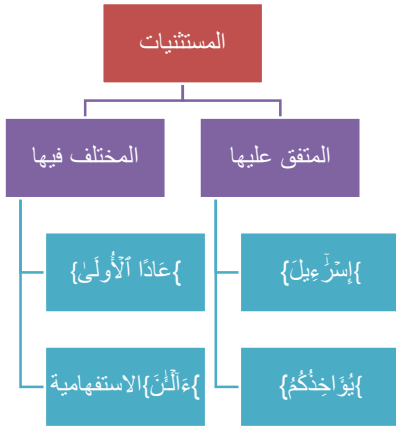 المستثنيات
المتفق عليها
المختلف فيها
{إِسْرَٰٓءِيلَ}
{عَادًا ٱلْأُولَىٰ}
{يُؤَاخِذُكُمُ}
{ءَآلْـَٰٔنَ}الاستفهامية